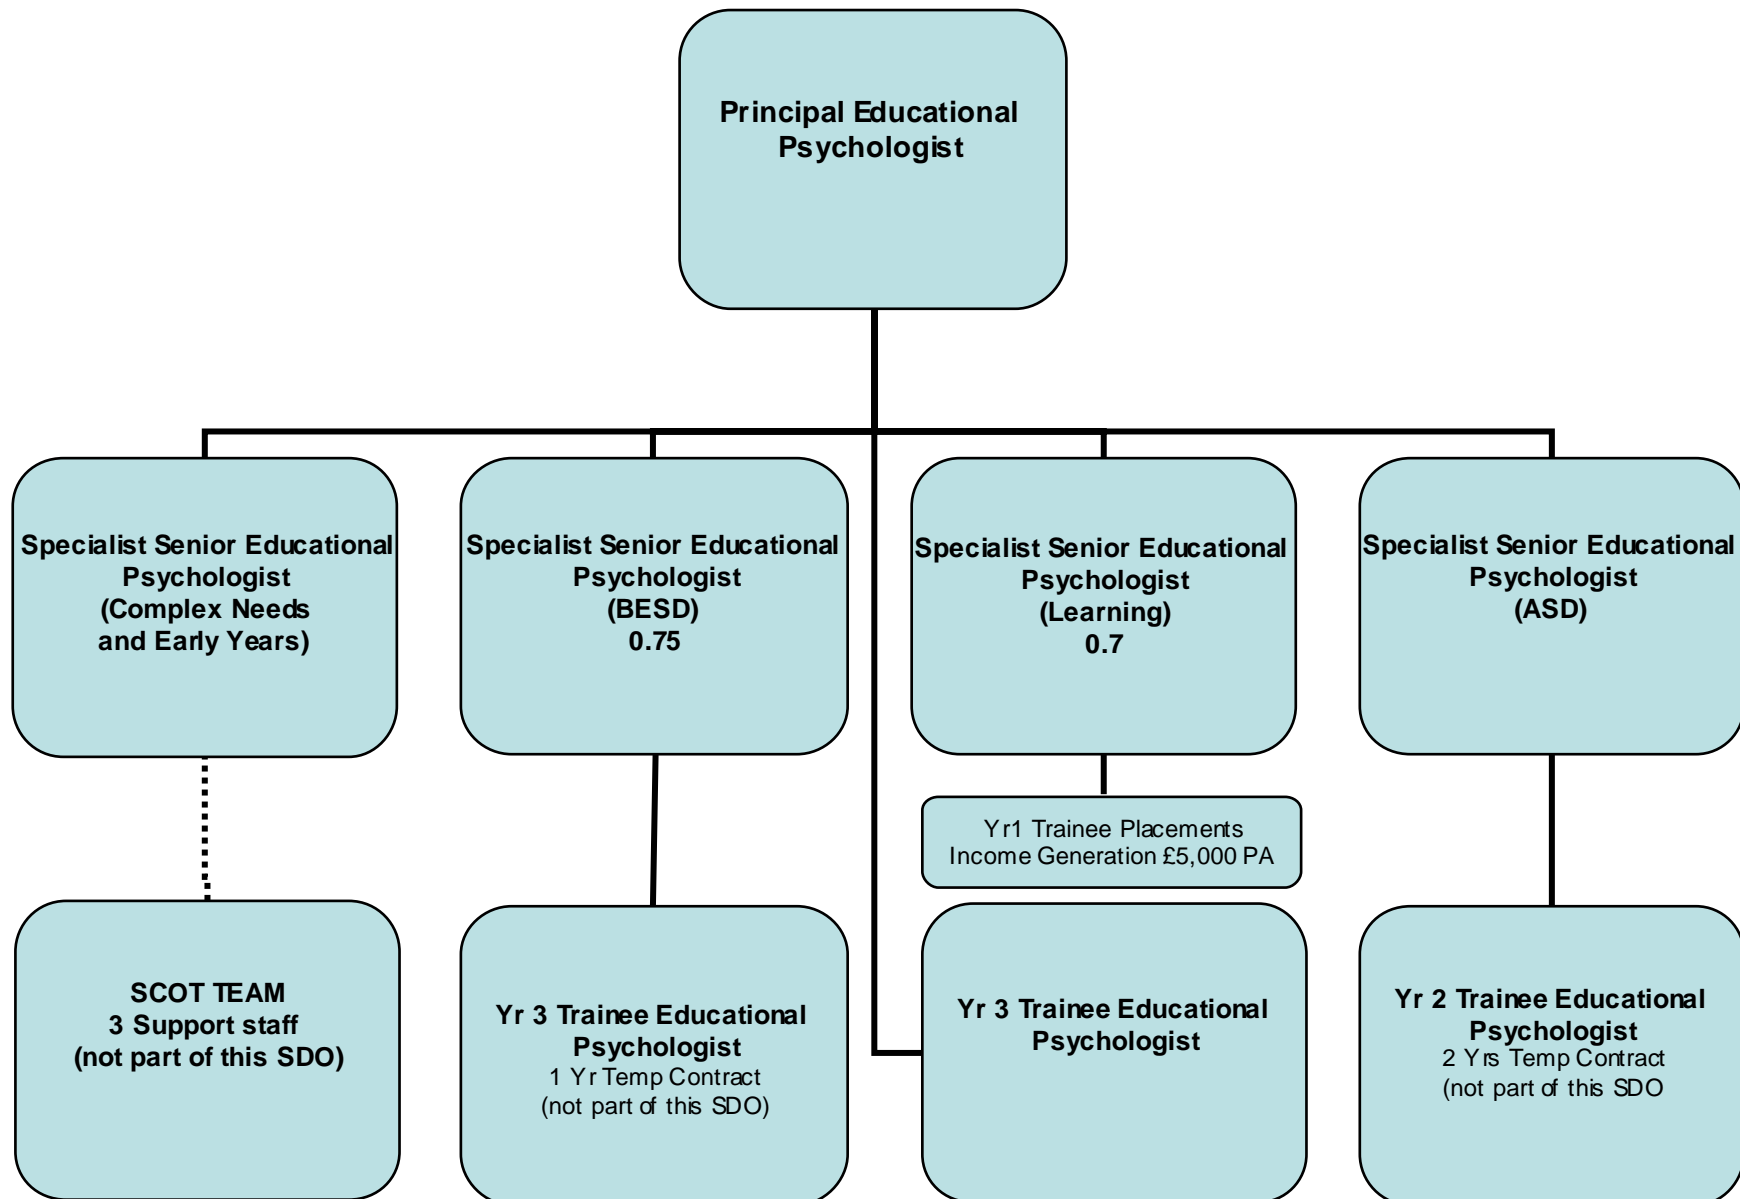 Principal Educational
Psychologist
Specialist Senior Educational
Psychologist
(Complex Needs
and Early Years)
Specialist Senior Educational
Psychologist
(BESD)
0.75
Specialist Senior Educational
Psychologist
(Learning)
0.7
Specialist Senior Educational
Psychologist
(ASD)
Yr1 Trainee Placements
Income Generation £5,000 PA
SCOT TEAM
3 Support staff
(not part of this SDO)
Yr 3 Trainee Educational
Psychologist
1 Yr Temp Contract
(not part of this SDO)
Yr 3 Trainee Educational
Psychologist
Yr 2 Trainee Educational
Psychologist
2 Yrs Temp Contract
(not part of this SDO